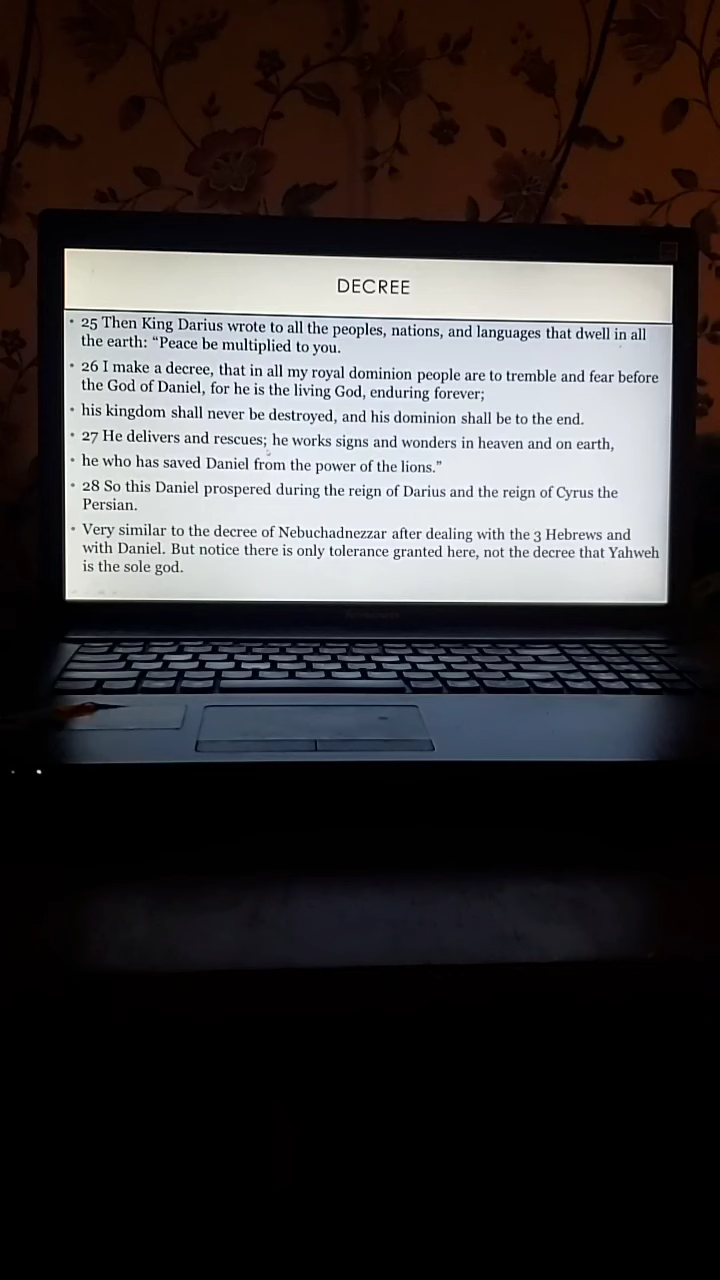 DECREE
• 25 Then King Darius wrote to all the peoples, nations, and languages that dwell in all
the earth: “Peace be multiplied to you.
• 26 I make a decree, that in all my royal dominion people are to tremble and fear before
the God of Daniel, for he is the living God, enduring forever;
• his kingdom shall never be destroyed, and his dominion shall be to the end.
• 27 He delivers and rescues; he works signs and wonders in heaven and on earth,
• he who has saved Daniel from the power of the lions.”
• 28 So this Daniel prospered during the reign of Darius and the reign of Cyrus the
Persian.
• Very similar to the decree of Nebuchadnezzar after dealing with the 3 Hebrews and
with Daniel. But notice there is only tolerance granted here, not the decree that Yahweh
is the sole god.